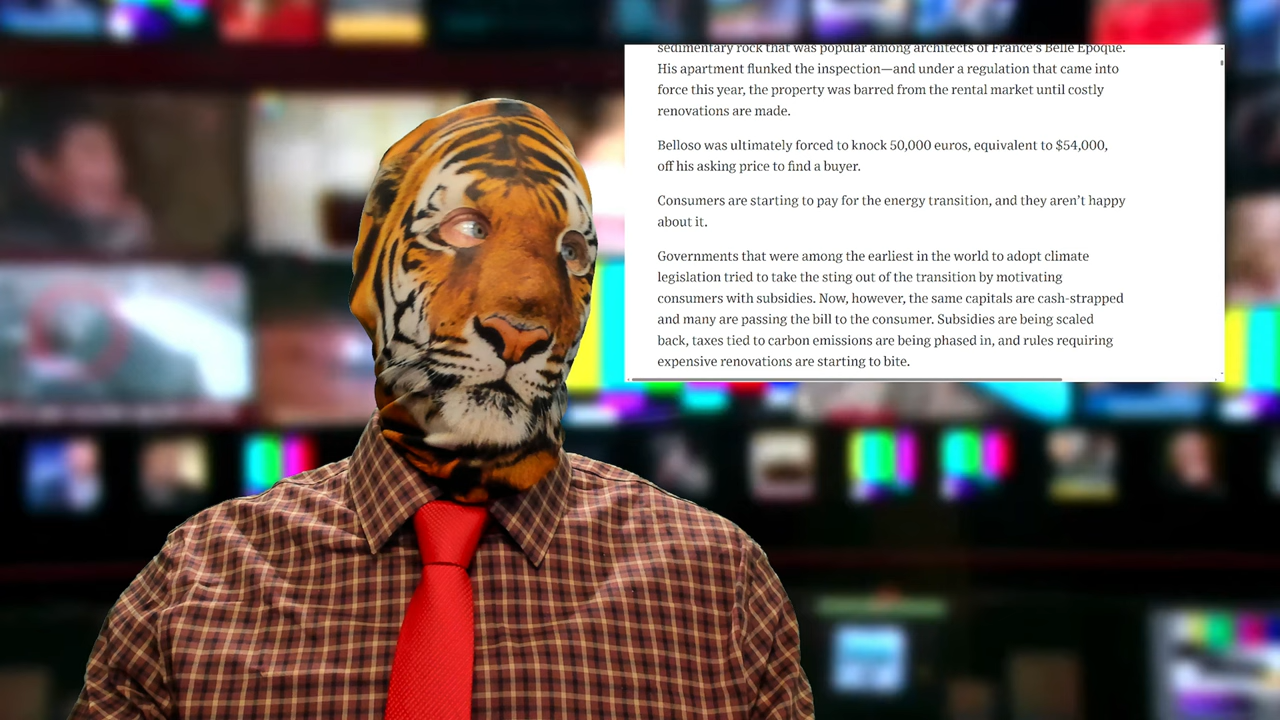 sedimentary rock that was popular among architects of France's Belle Epoque.
His apartment flunked the inspection—and under a regulation that came into
force this year, the property was barred from the rental market until costly
renovations are made.
Belloso was ultimately forced to knock 50,000 euros, equivalent to $54,000,
off his asking price to find a buyer.
Consumers are starting to pay for the energy transition, and they aren't happy
about it.
Governments that were among the earliest in the world to adopt climate
legislation tried to take the sting out of the transition by motivating
consumers with subsidies. Now, however, the same capitals are cash-strapped
and many are passing the bill to the consumer. Subsidies are being scaled
back, taxes tied to carbon emissions are being phased in, and rules requiring
expensive renovations are starting to bite.